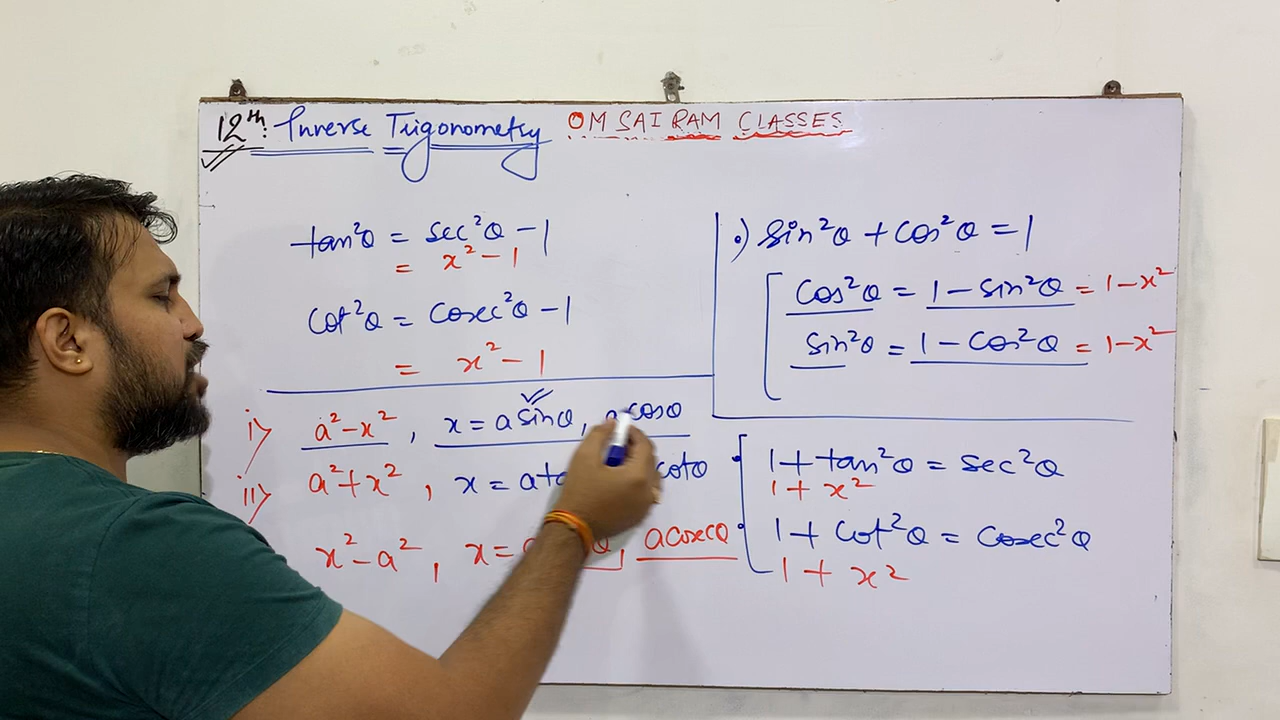 12th: Inverse Trigonometry OM SAI RAM CLASSES
tan²θ = sec²θ - 1
= x² - 1
cot²θ = cosec²θ - 1
= x² - 1
•) sin²θ + cos²θ = 1
cos²θ = 1 - sin²θ = 1 - x²
sin²θ = 1 - cos²θ = 1 - x²
i) a² - x² , x = a sinθ, a cosθ
ii) a² + x² , x = cotθ
x² - a² , x = θ, a cosecθ
• 1 + tan²θ = sec²θ
1 + x²
• 1 + cot²θ = cosec²θ
1 + x²